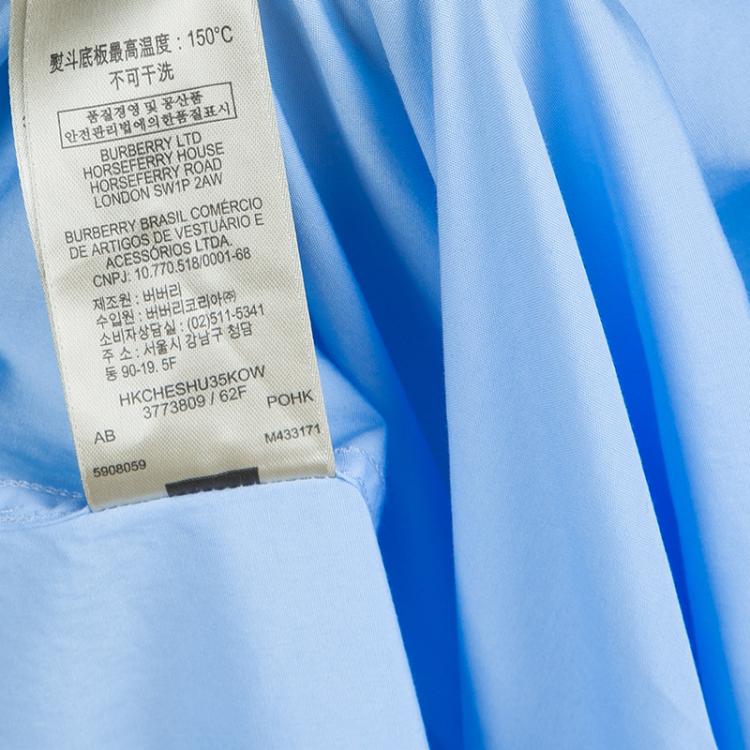 熨斗底板最高温度：150°C
不可干洗
품질경영 및 공산품
안전관리법에의한품질표시
BURBERRY LTD
HORSEFERRY HOUSE
HORSEFERRY ROAD
LONDON SW1P 2AW
BURBERRY BRASIL COMÉRCIO
DE ARTIGOS DE VESTUÁRIO E
ACESSÓRIOS LTDA.
CNPJ: 10.770.518/0001-68
제조원 : 버버리
수입원 : 버버리코리아㈜
소비자상담실 : (02)511-5341
주 소 : 서울시 강남구 청담
동 90-19. 5F
HKCHESHU35KOW
3773809 / 62F
POHK
AB
M433171
5908059